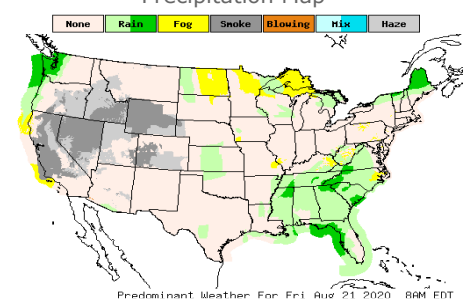 Precipitation Map
None Rain Fog Smoke Blowing Mix Haze
Predominant Weather For Fri Aug 21 2020 8AM EDT